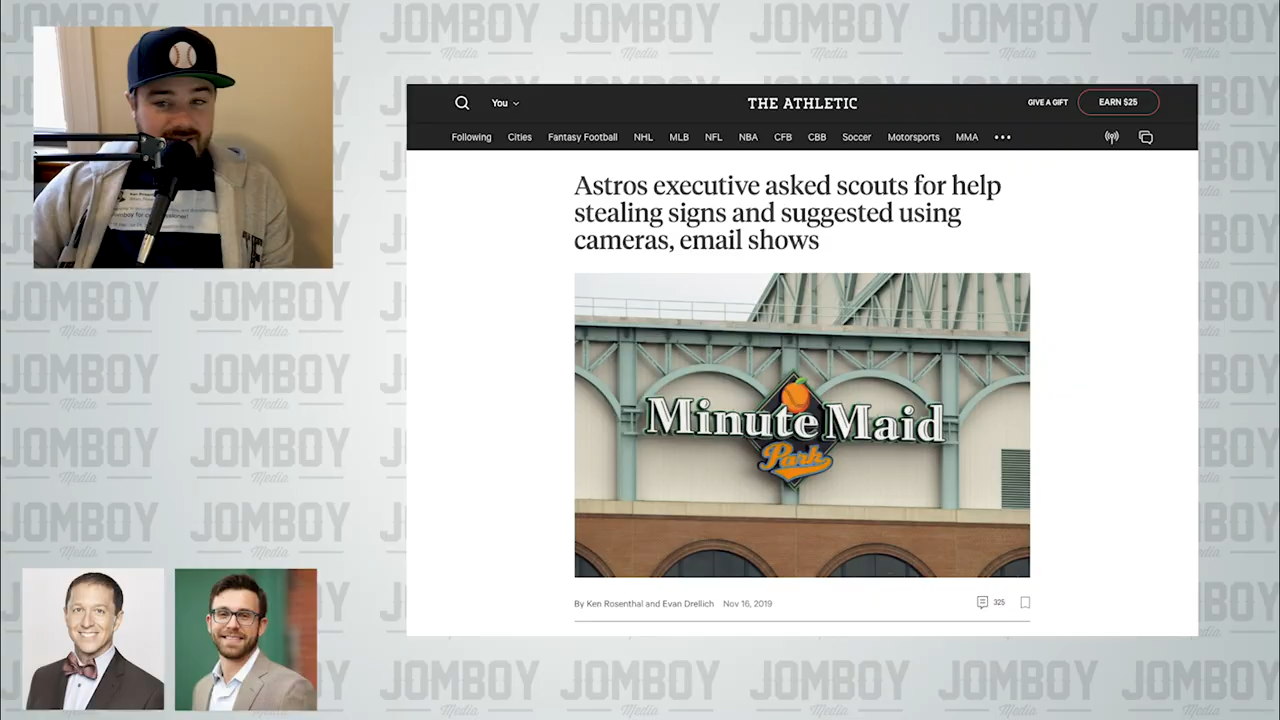 JOMBOY
Media
You
THE ATHLETIC
GIVE A GIFT
EARN $25
Following Cities Fantasy Football NHL MLB NFL NBA CFB CBB Soccer Motorsports MMA
Astros executive asked scouts for help
stealing signs and suggested using
cameras, email shows
Minute Maid
Park
By Ken Rosenthal and Evan Drellich Nov 16, 2019
325